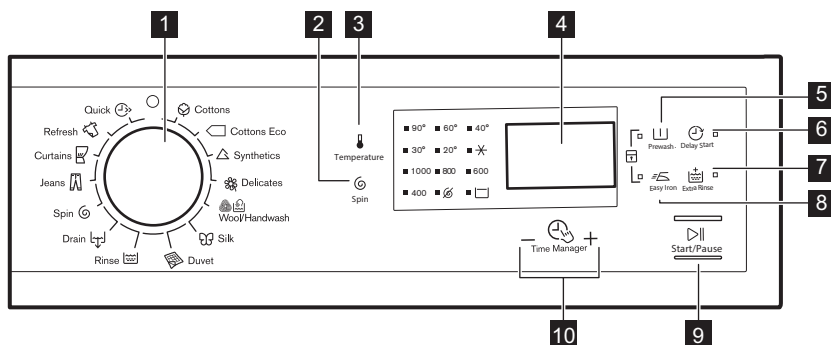 1
2
3
4
5
6
7
8
9
10
Quick
Cottons
Refresh
Cottons Eco
Curtains
Synthetics
Jeans
Delicates
Spin
Wool/Handwash
Drain
Silk
Rinse
Duvet
Temperature
Spin
90° 60° 40°
30° 20°
1000 800 600
400
Prewash.
Delay Start
Easy Iron
Extra Rinse
Time Manager
Start/Pause